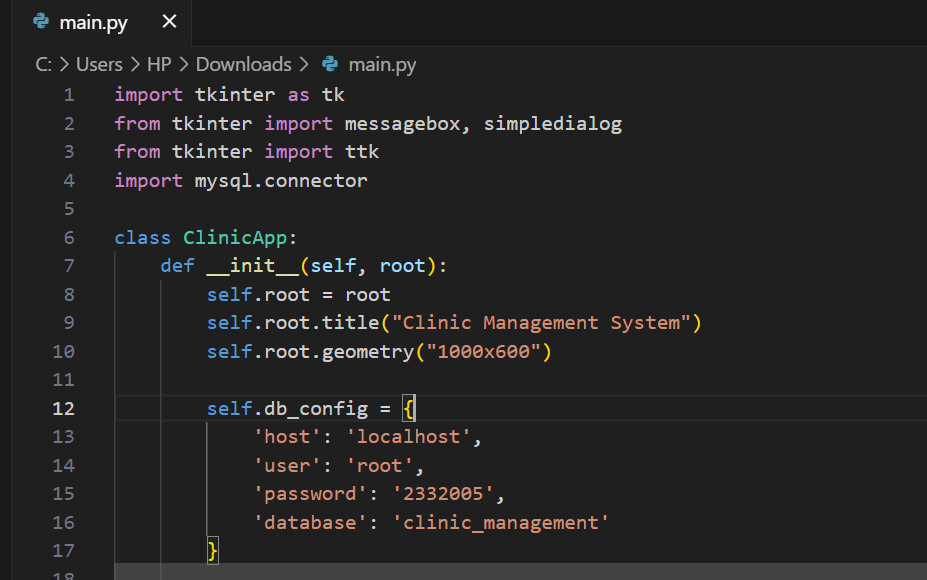 main.py ×
C: > Users > HP > Downloads > main.py
1 import tkinter as tk
2 from tkinter import messagebox, simpledialog
3 from tkinter import ttk
4 import mysql.connector
5
6 class ClinicApp:
7     def __init__(self, root):
8         self.root = root
9         self.root.title("Clinic Management System")
10         self.root.geometry("1000x600")
11
12         self.db_config = {
13             'host': 'localhost',
14             'user': 'root',
15             'password': '2332005',
16             'database': 'clinic_management'
17         }
18